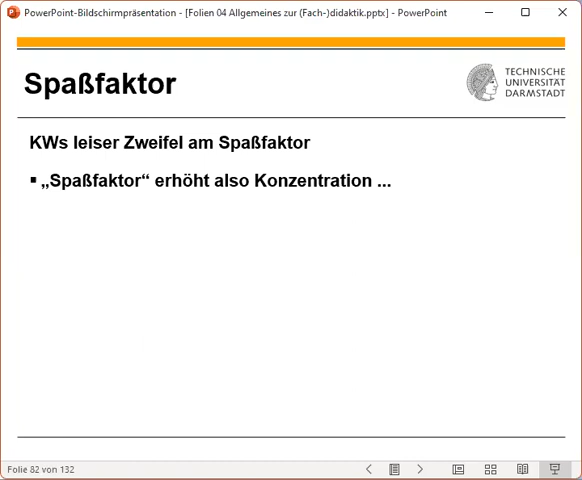 PowerPoint-Bildschirmpräsentation - [Folien 04 Allgemeines zur (Fach-)didaktik.pptx] - PowerPoint
Spaßfaktor
TECHNISCHE
UNIVERSITÄT
DARMSTADT
KWs leiser Zweifel am Spaßfaktor
▪ „Spaßfaktor“ erhöht also Konzentration ...
Folie 82 von 132